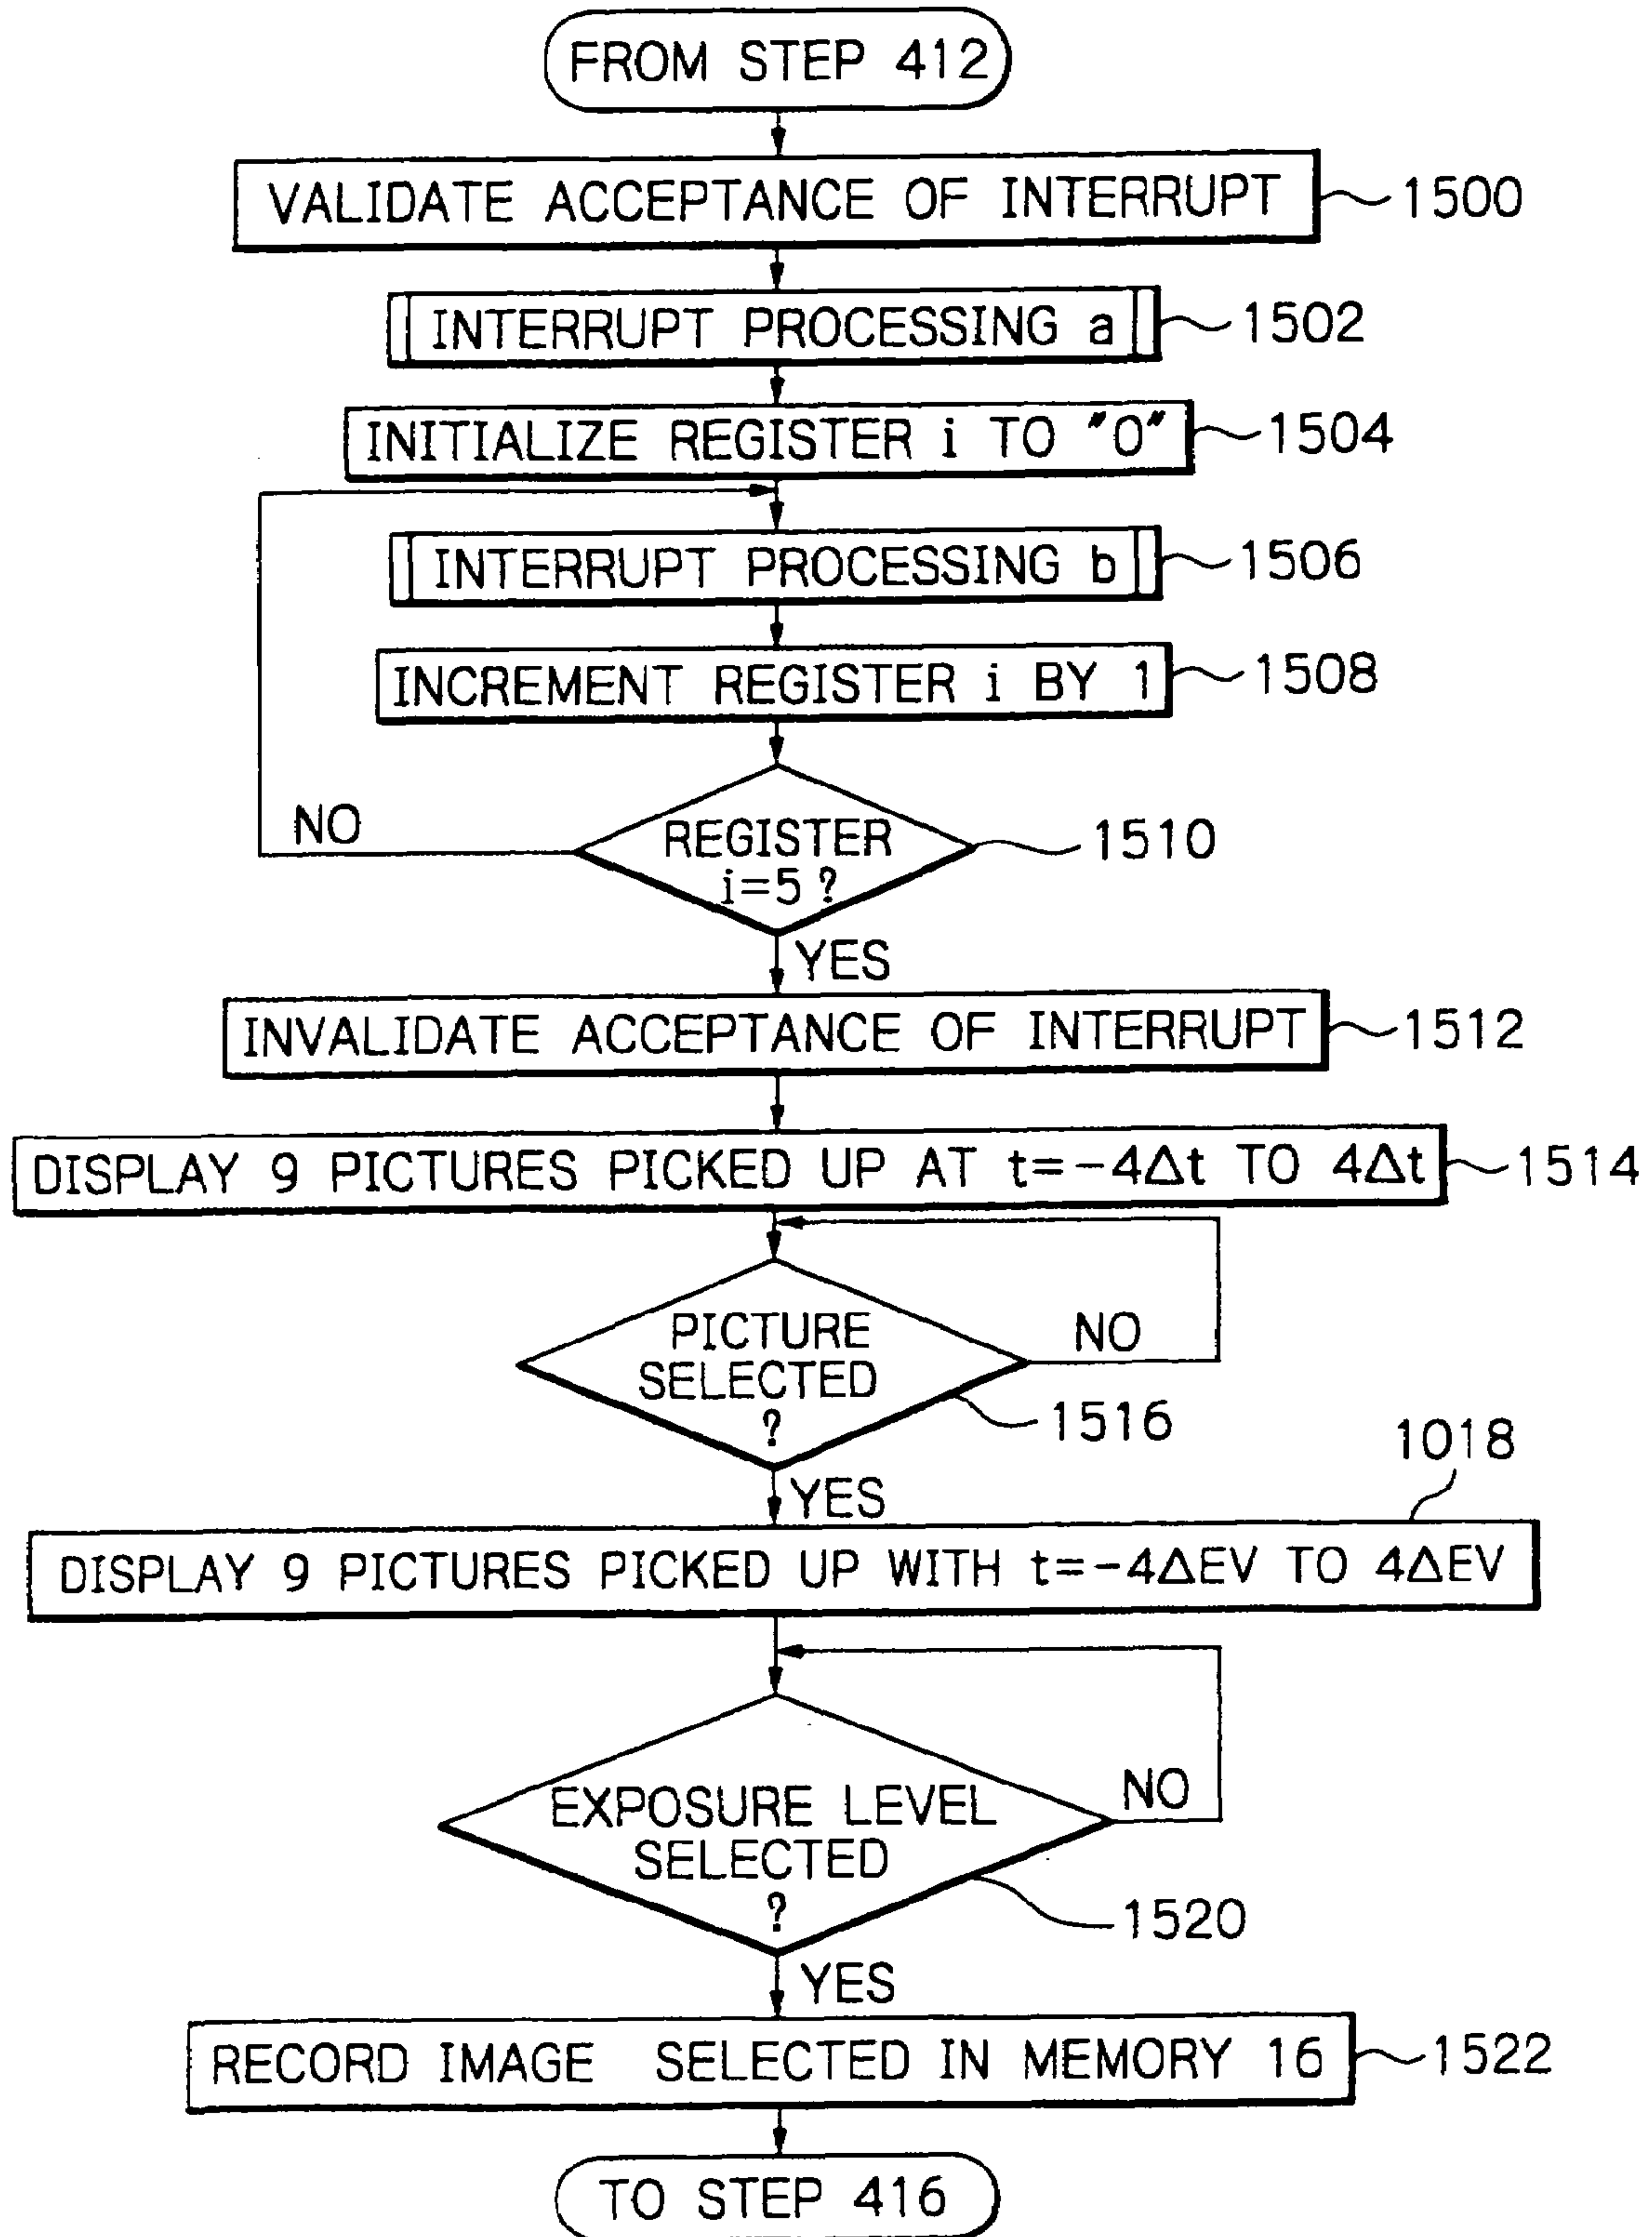 FROM STEP 412
VALIDATE ACCEPTANCE OF INTERRUPT 1500
INTERRUPT PROCESSING a 1502
INITIALIZE REGISTER i TO "0" 1504
INTERRUPT PROCESSING b 1506
INCREMENT REGISTER i BY 1 1508
NO
REGISTER 1510
i=5 ?
YES
INVALIDATE ACCEPTANCE OF INTERRUPT 1512
DISPLAY 9 PICTURES PICKED UP AT t=-4Δt TO 4Δt 1514
PICTURE NO
SELECTED
? 1516
1018
YES
DISPLAY 9 PICTURES PICKED UP WITH t=-4ΔEV TO 4ΔEV
NO
EXPOSURE LEVEL
SELECTED
? 1520
YES
RECORD IMAGE SELECTED IN MEMORY 16 1522
TO STEP 416